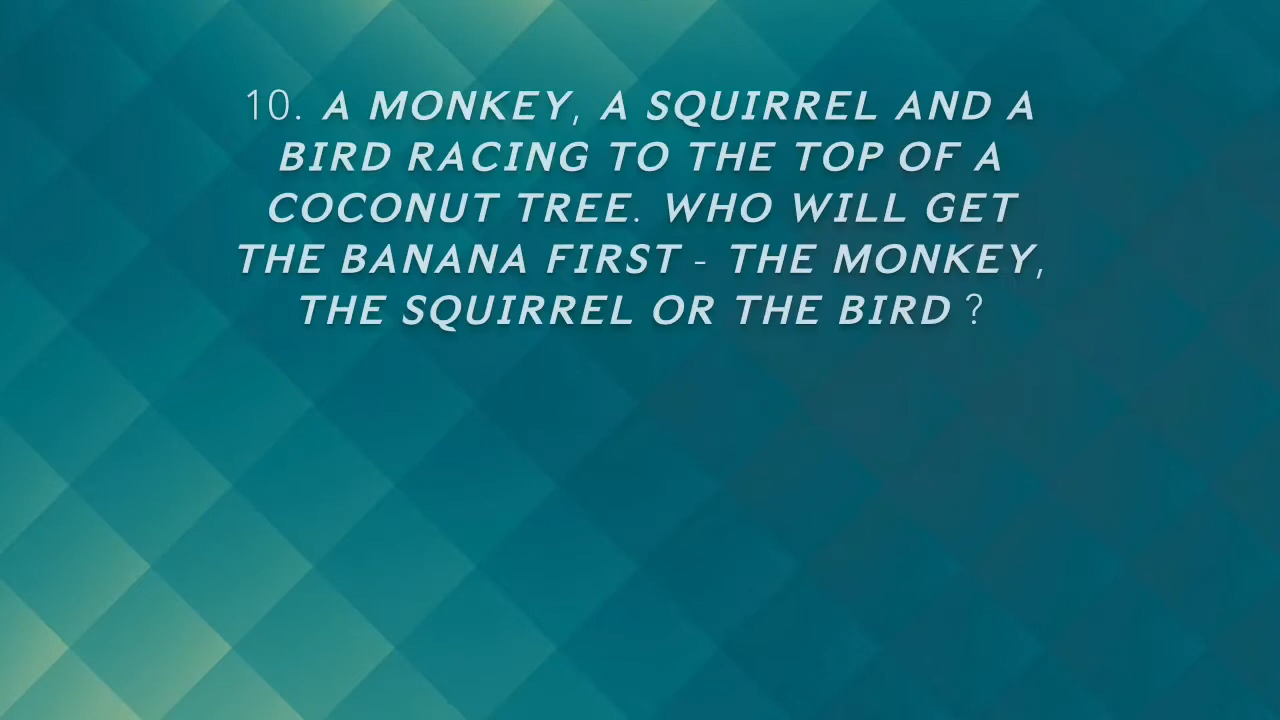 10. A MONKEY, A SQUIRREL AND A
BIRD RACING TO THE TOP OF A
COCONUT TREE. WHO WILL GET
THE BANANA FIRST - THE MONKEY,
THE SQUIRREL OR THE BIRD ?